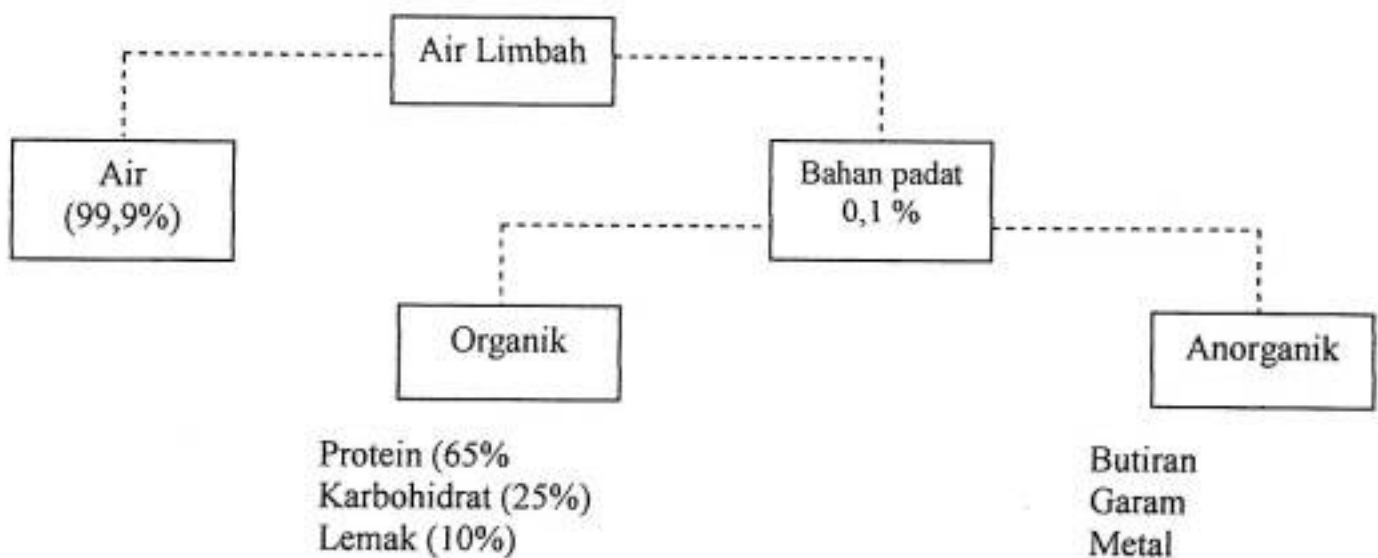 Air Limbah
Air
(99,9%)
Bahan padat
0,1 %
Organik
Anorganik
Protein (65%
Karbohidrat (25%)
Lemak (10%)
Butiran
Garam
Metal